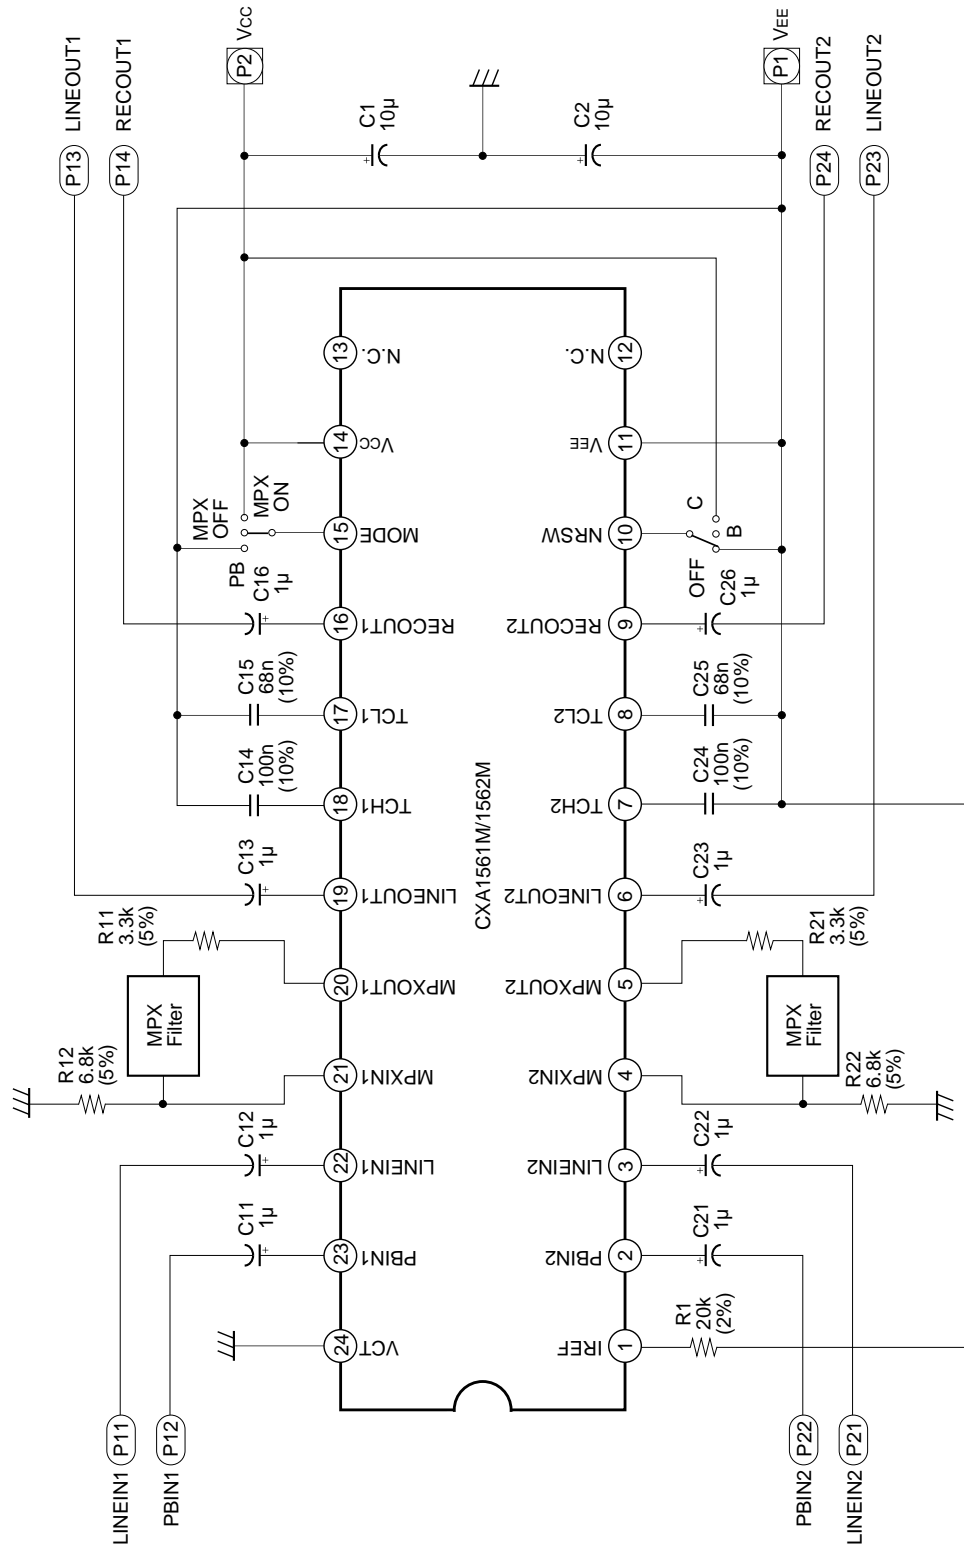 P13 LINEOUT1
P14 RECOUT1
P2 VCC
P1 VEE
P24 RECOUT2
P23 LINEOUT2
C1
10µ
C2
10µ
13
N.C.
12
N.C.
14
VCC
11
VEE
MPX
OFF
MPX
ON
PB
15
MODE
10
NRSW
C
B
OFF
C16
1µ
16
RECOUT1
9
RECOUT2
C26
1µ
C15
68n
(10%)
17
TCL1
8
TCL2
C25
68n
(10%)
C14
100n
(10%)
18
TCH1
7
TCH2
C24
100n
(10%)
CXA1561M/1562M
C13
1µ
19
LINEOUT1
6
LINEOUT2
C23
1µ
R11
3.3k
(5%)
MPX
Filter
20
MPXOUT1
5
MPXOUT2
R21
3.3k
(5%)
MPX
Filter
R12
6.8k
(5%)
21
MPXIN1
4
MPXIN2
R22
6.8k
(5%)
C12
1µ
22
LINEIN1
3
LINEIN2
C22
1µ
C11
1µ
23
PBIN1
2
PBIN2
C21
1µ
24
VCT
1
IREF
R1
20k
(2%)
LINEIN1 P11
PBIN1 P12
PBIN2 P22
LINEIN2 P21